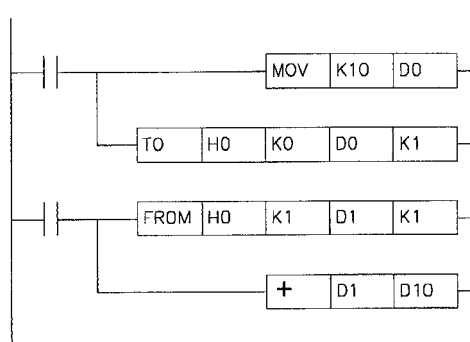 MOV K10 D0
TO H0 K0 D0 K1
FROM H0 K1 D1 K1
+ D1 D10